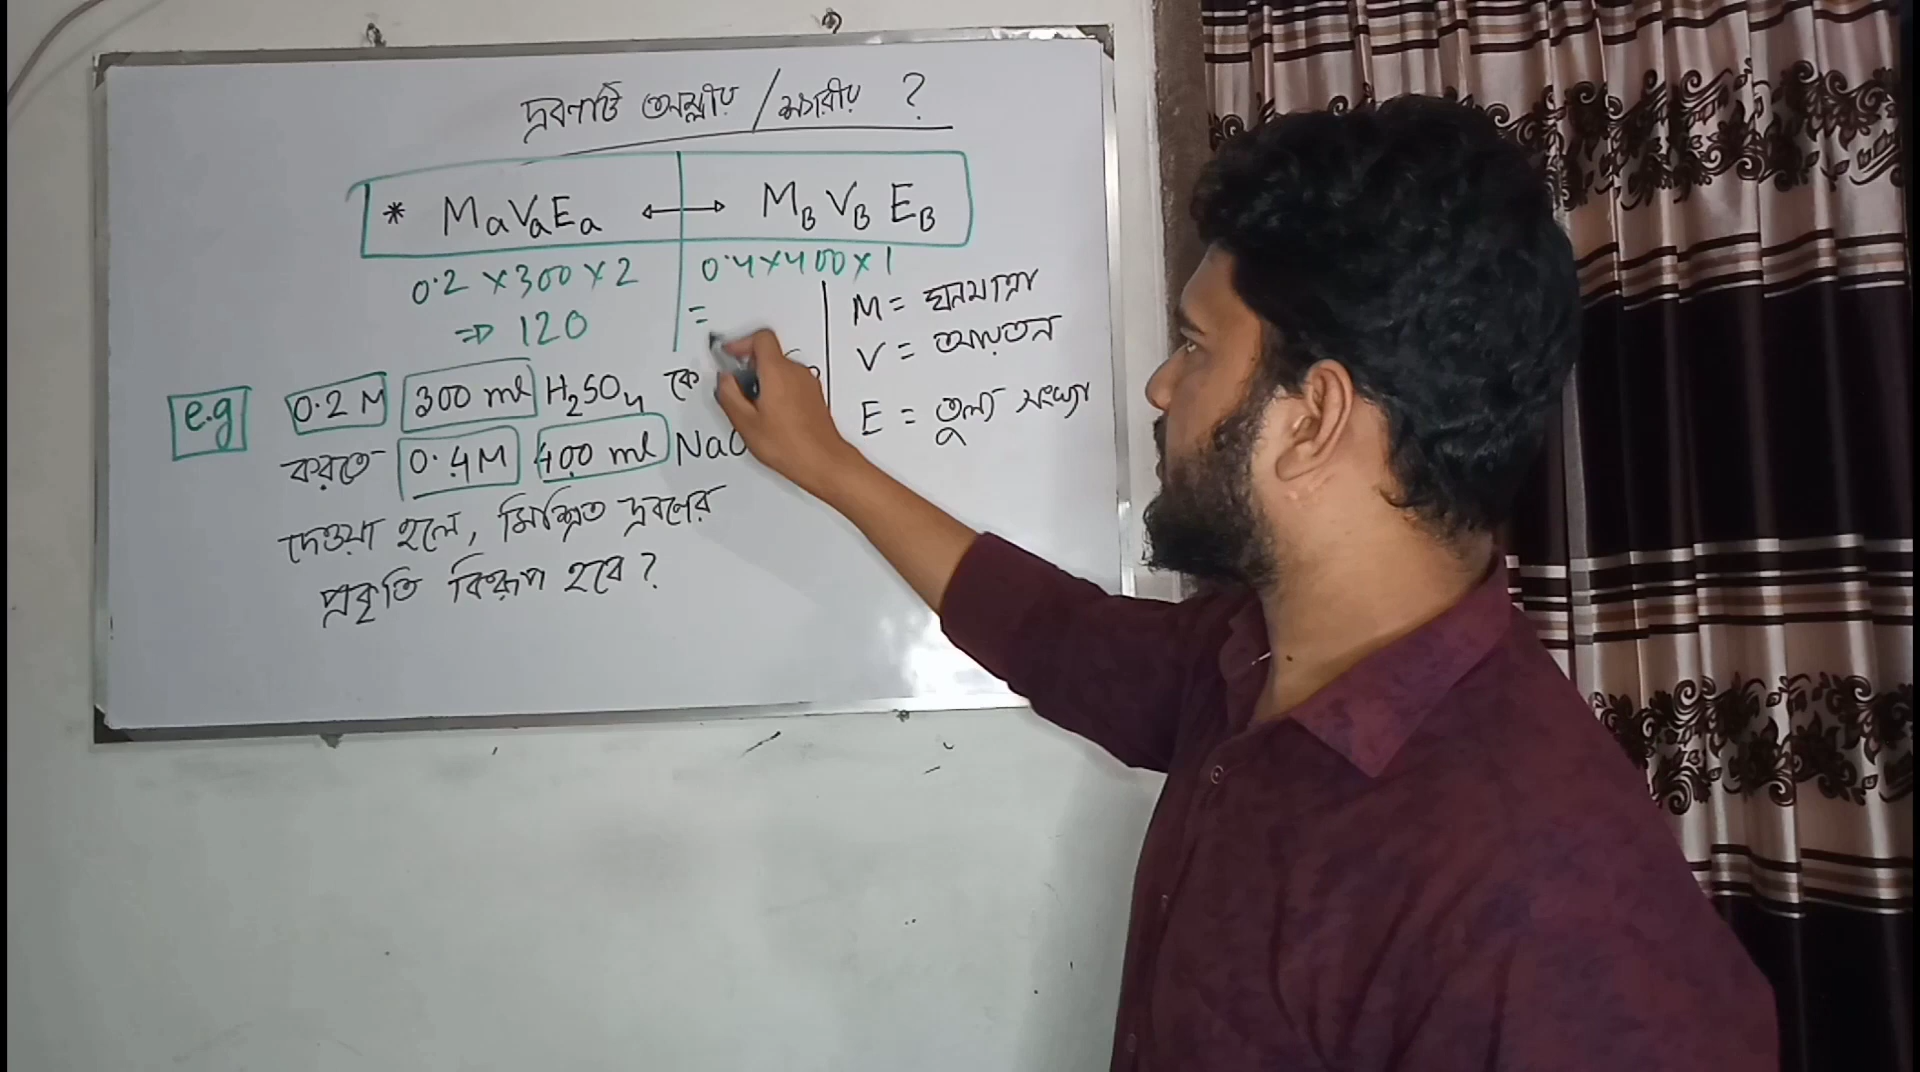 দ্রবণটি অম্লীয় / ক্ষারীয় ?
* MaVaEa ↔ MB VB EB
0.2 × 300 × 2
0.4 × 400 × 1
⇒ 120
=
M = ঘনমাত্রা
V = আয়তন
E = তুল্য সংখ্যা
e.g 0.2 M 300 ml H2SO4 কে
করতে 0.4M 400 ml Na
দেওয়া হলে, মিশ্রিত দ্রবণের
প্রকৃতি কিরূপ হবে ?